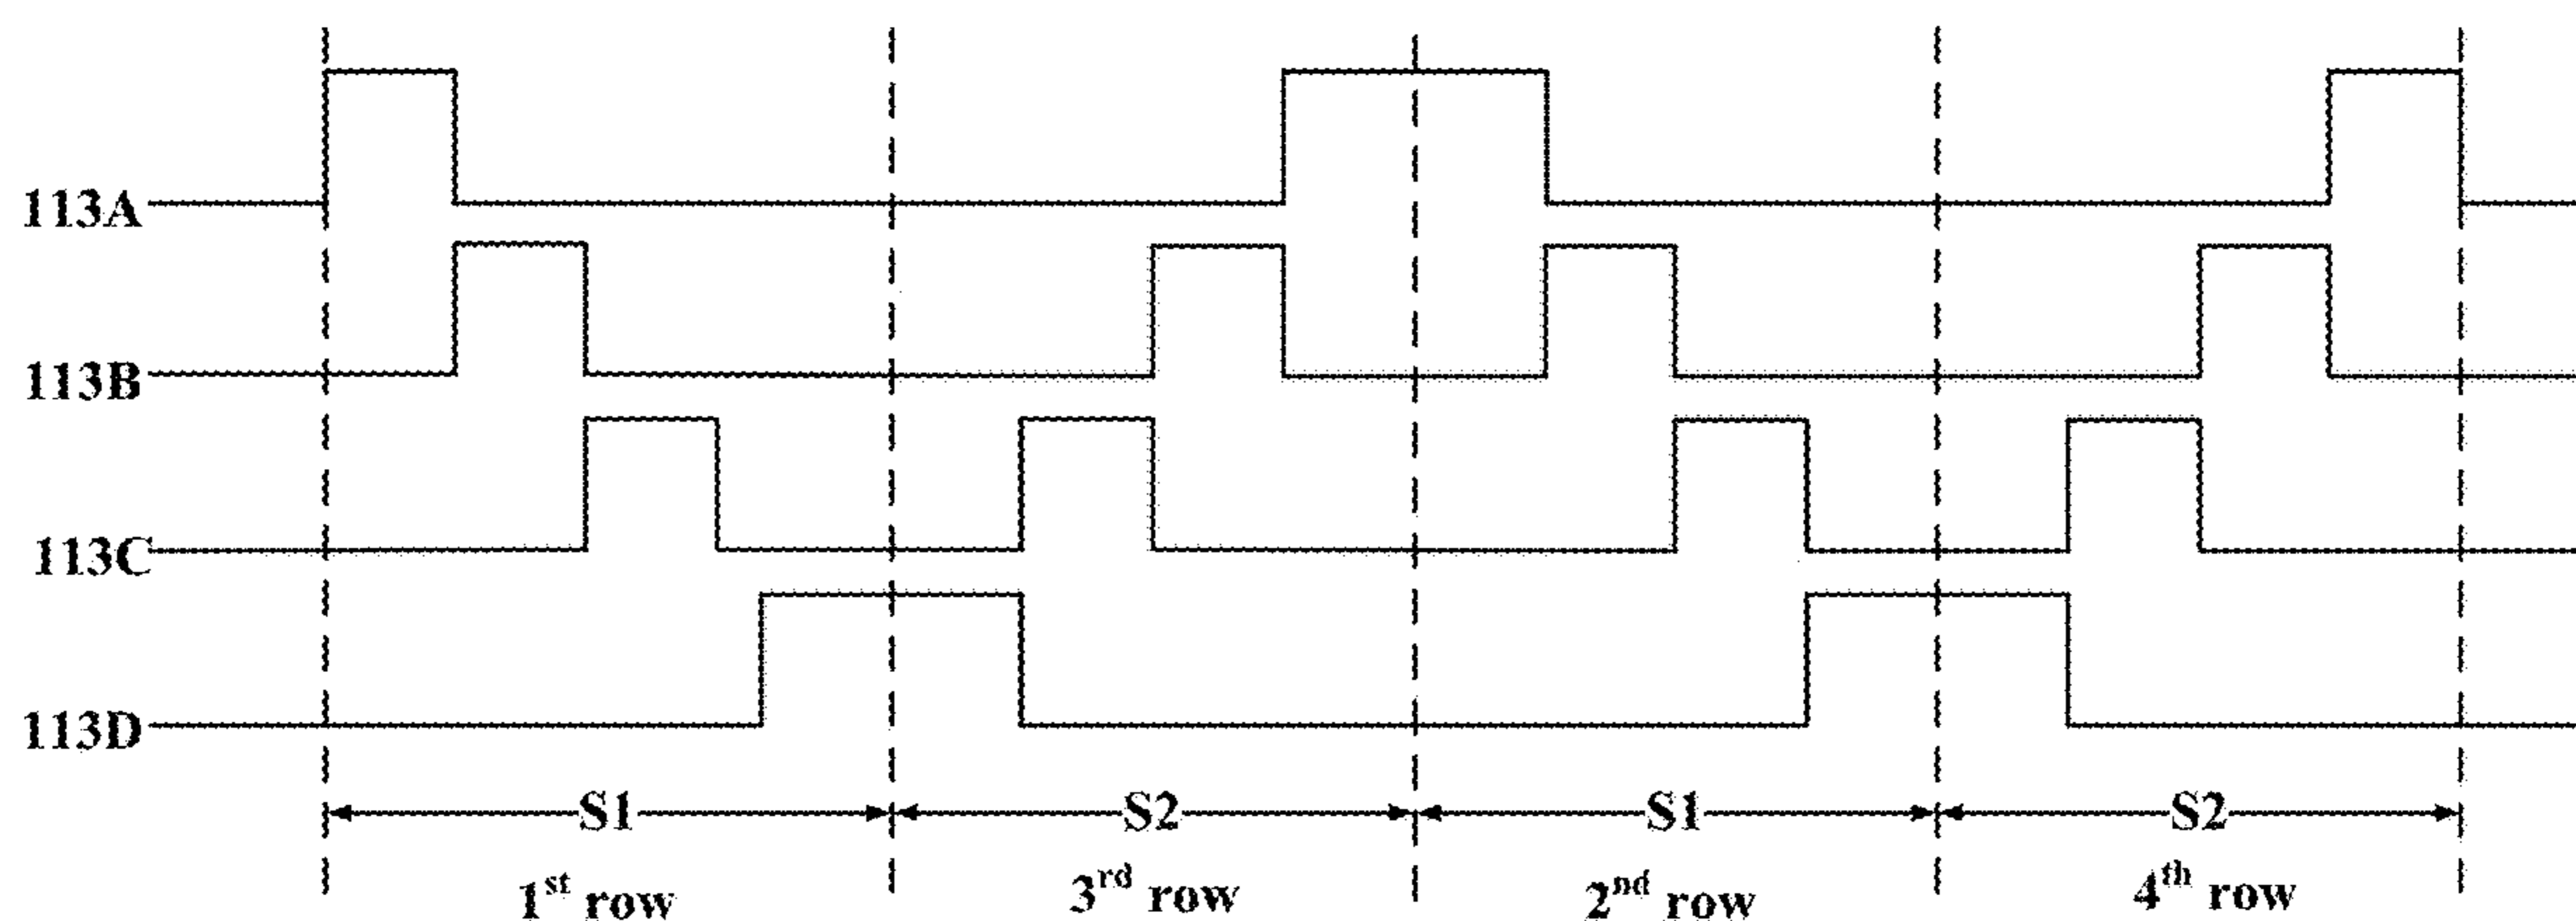 113A
113B
113C
113D
S1 S2 S1 S2
1st row 3rd row 2nd row 4th row